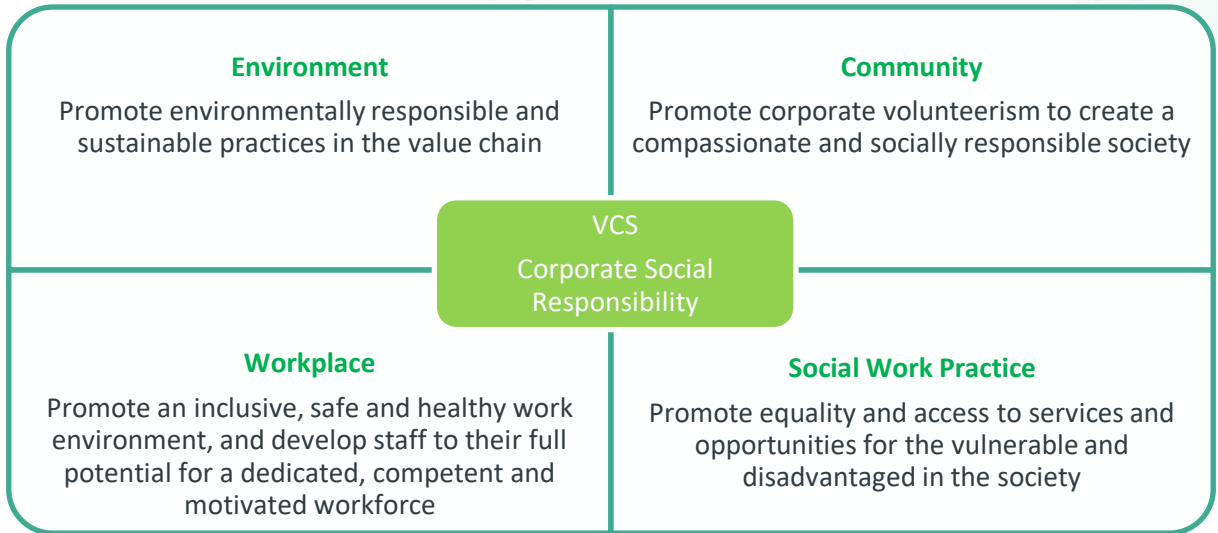 Environment
Promote environmentally responsible and
sustainable practices in the value chain
Community
Promote corporate volunteerism to create a
compassionate and socially responsible society
VCS
Corporate Social
Responsibility
Workplace
Promote an inclusive, safe and healthy work
environment, and develop staff to their full
potential for a dedicated, competent and
motivated workforce
Social Work Practice
Promote equality and access to services and
opportunities for the vulnerable and
disadvantaged in the society